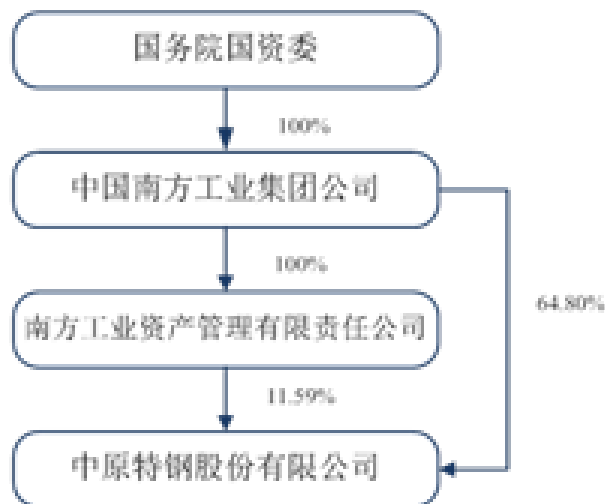 国务院国资委
100%
中国南方工业集团公司
100%
64.80%
南方工业资产管理有限责任公司
11.59%
中原特钢股份有限公司